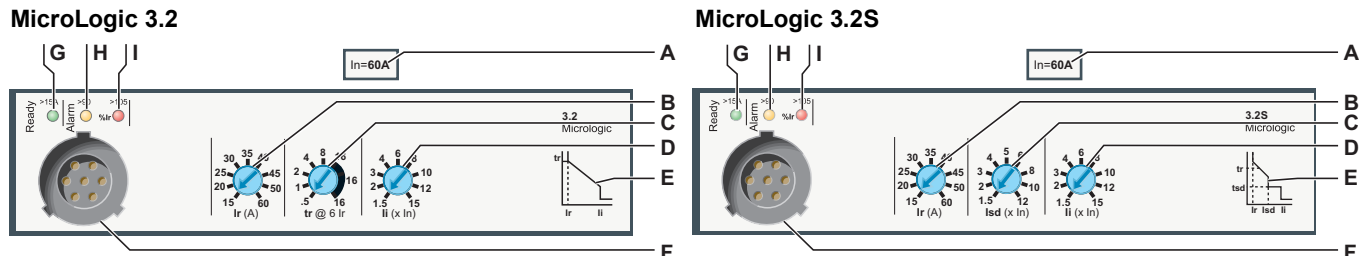 MicroLogic 3.2
G H I
In=60A
A
Ready
>15A
Alarm
>90
>105
%Ir
B
C
D
E
F
3.2
Micrologic
15 20 25 30 35 45 50 60
Ir (A)
.5 1 2 4 8 16 16
tr @ 6 Ir
1.5 2 3 4 6 8 10 12 15
Ii (x In)
tr
Ir Ii
MicroLogic 3.2S
G H I
In=60A
A
Ready
>15A
Alarm
>90
>105
%Ir
B
C
D
E
F
3.2S
Micrologic
15 20 25 30 35 45 50 60
Ir (A)
1.5 2 3 4 5 6 8 10 12
Isd (x In)
1.5 2 3 4 6 8 10 12 15
Ii (x In)
tr
tsd
Ir Isd Ii